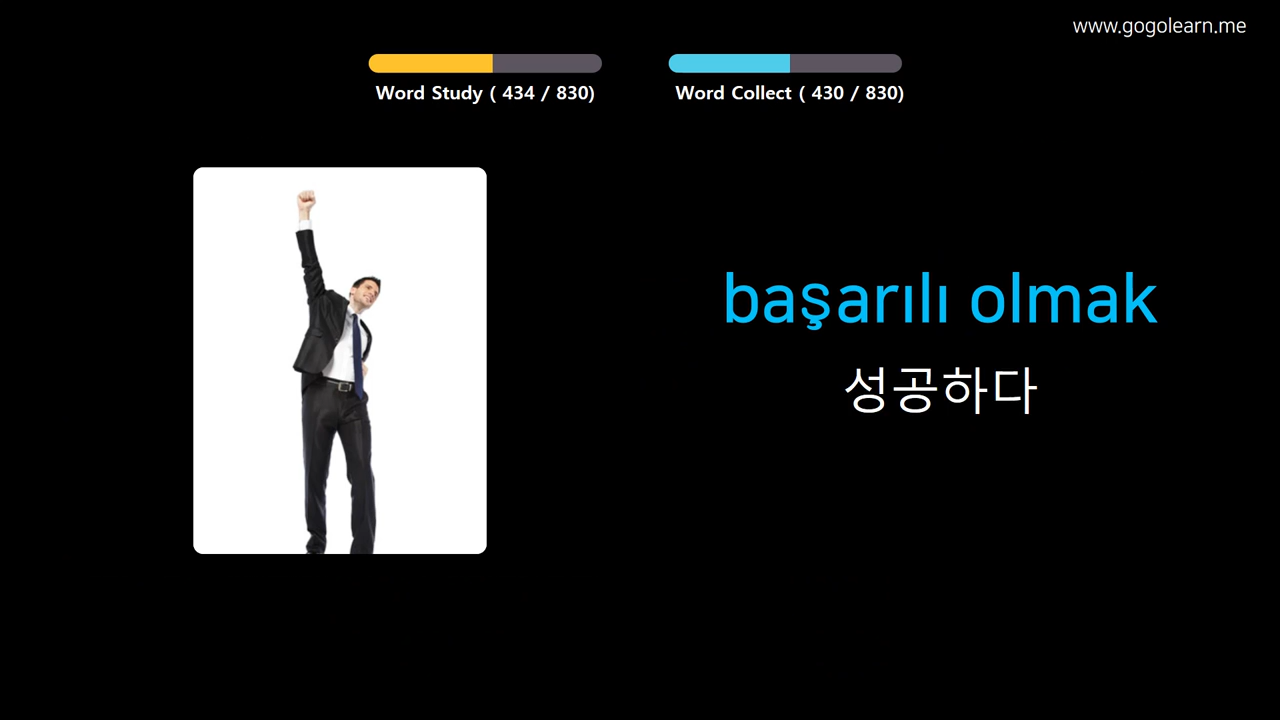 www.gogolearn.me
Word Study ( 434 / 830)
Word Collect ( 430 / 830)
başarılı olmak
성공하다